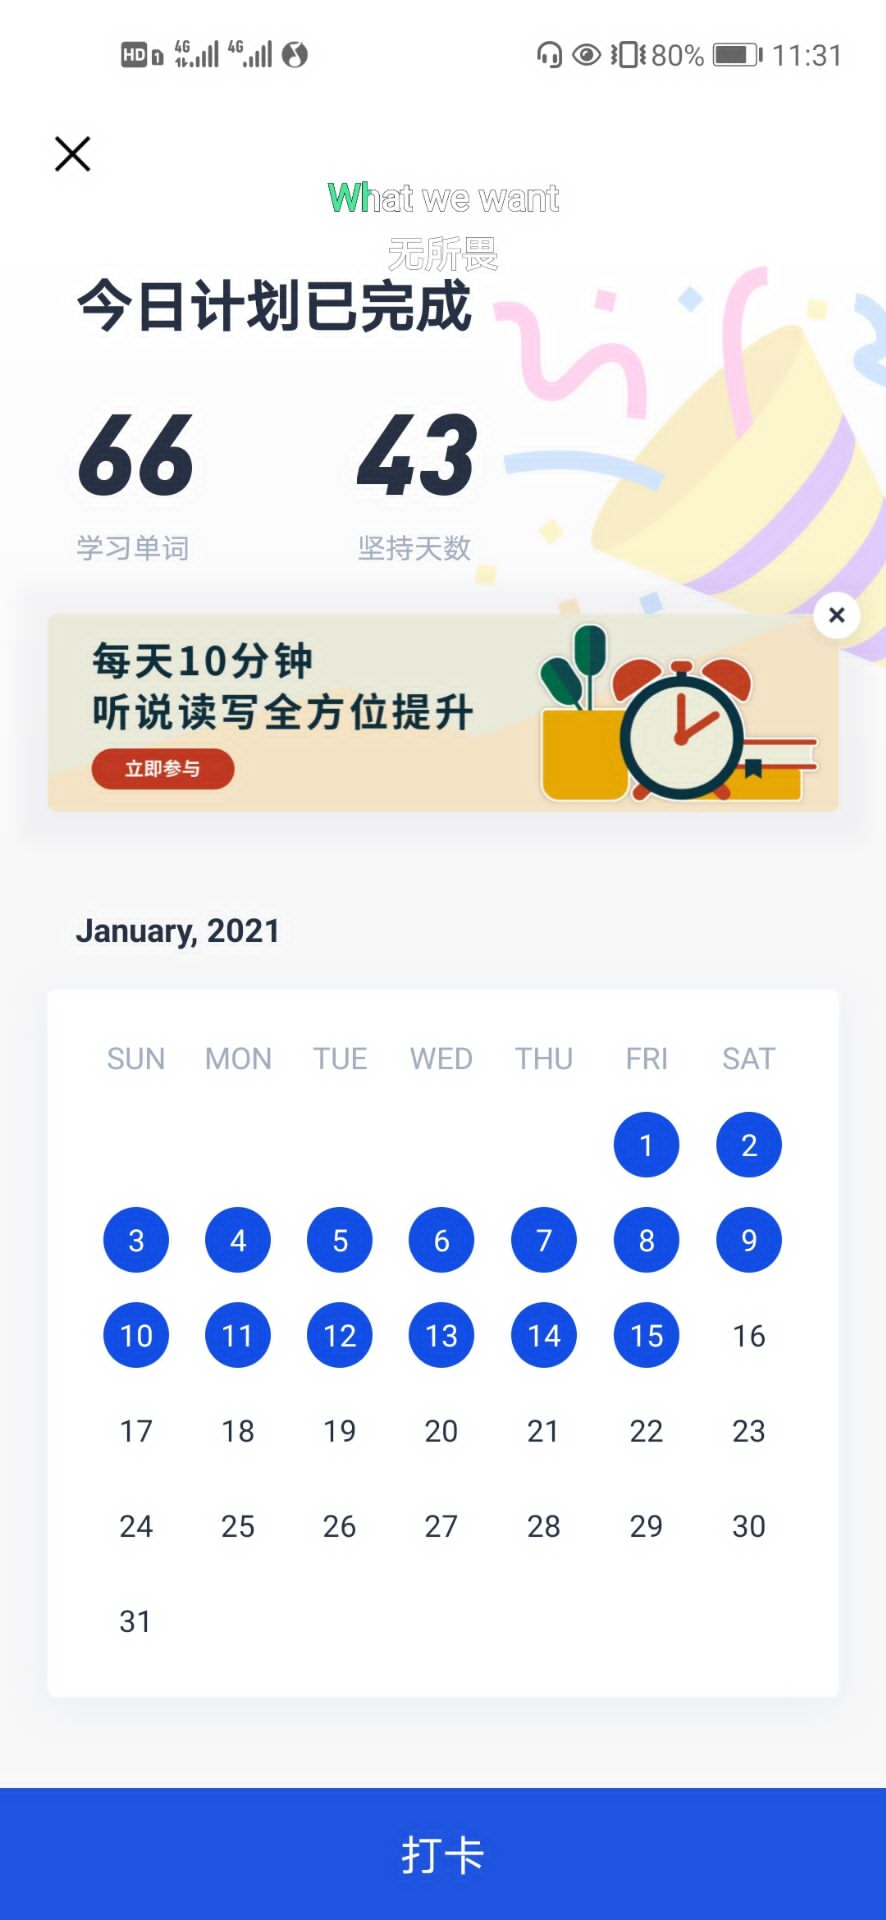 HD 1 4G 4G 80% 11:31
What we want
无所畏
今日计划已完成
66 43
学习单词 坚持天数
每天10分钟
听说读写全方位提升
立即参与
January, 2021
SUN MON TUE WED THU FRI SAT
1 2
3 4 5 6 7 8 9
10 11 12 13 14 15 16
17 18 19 20 21 22 23
24 25 26 27 28 29 30
31
打卡